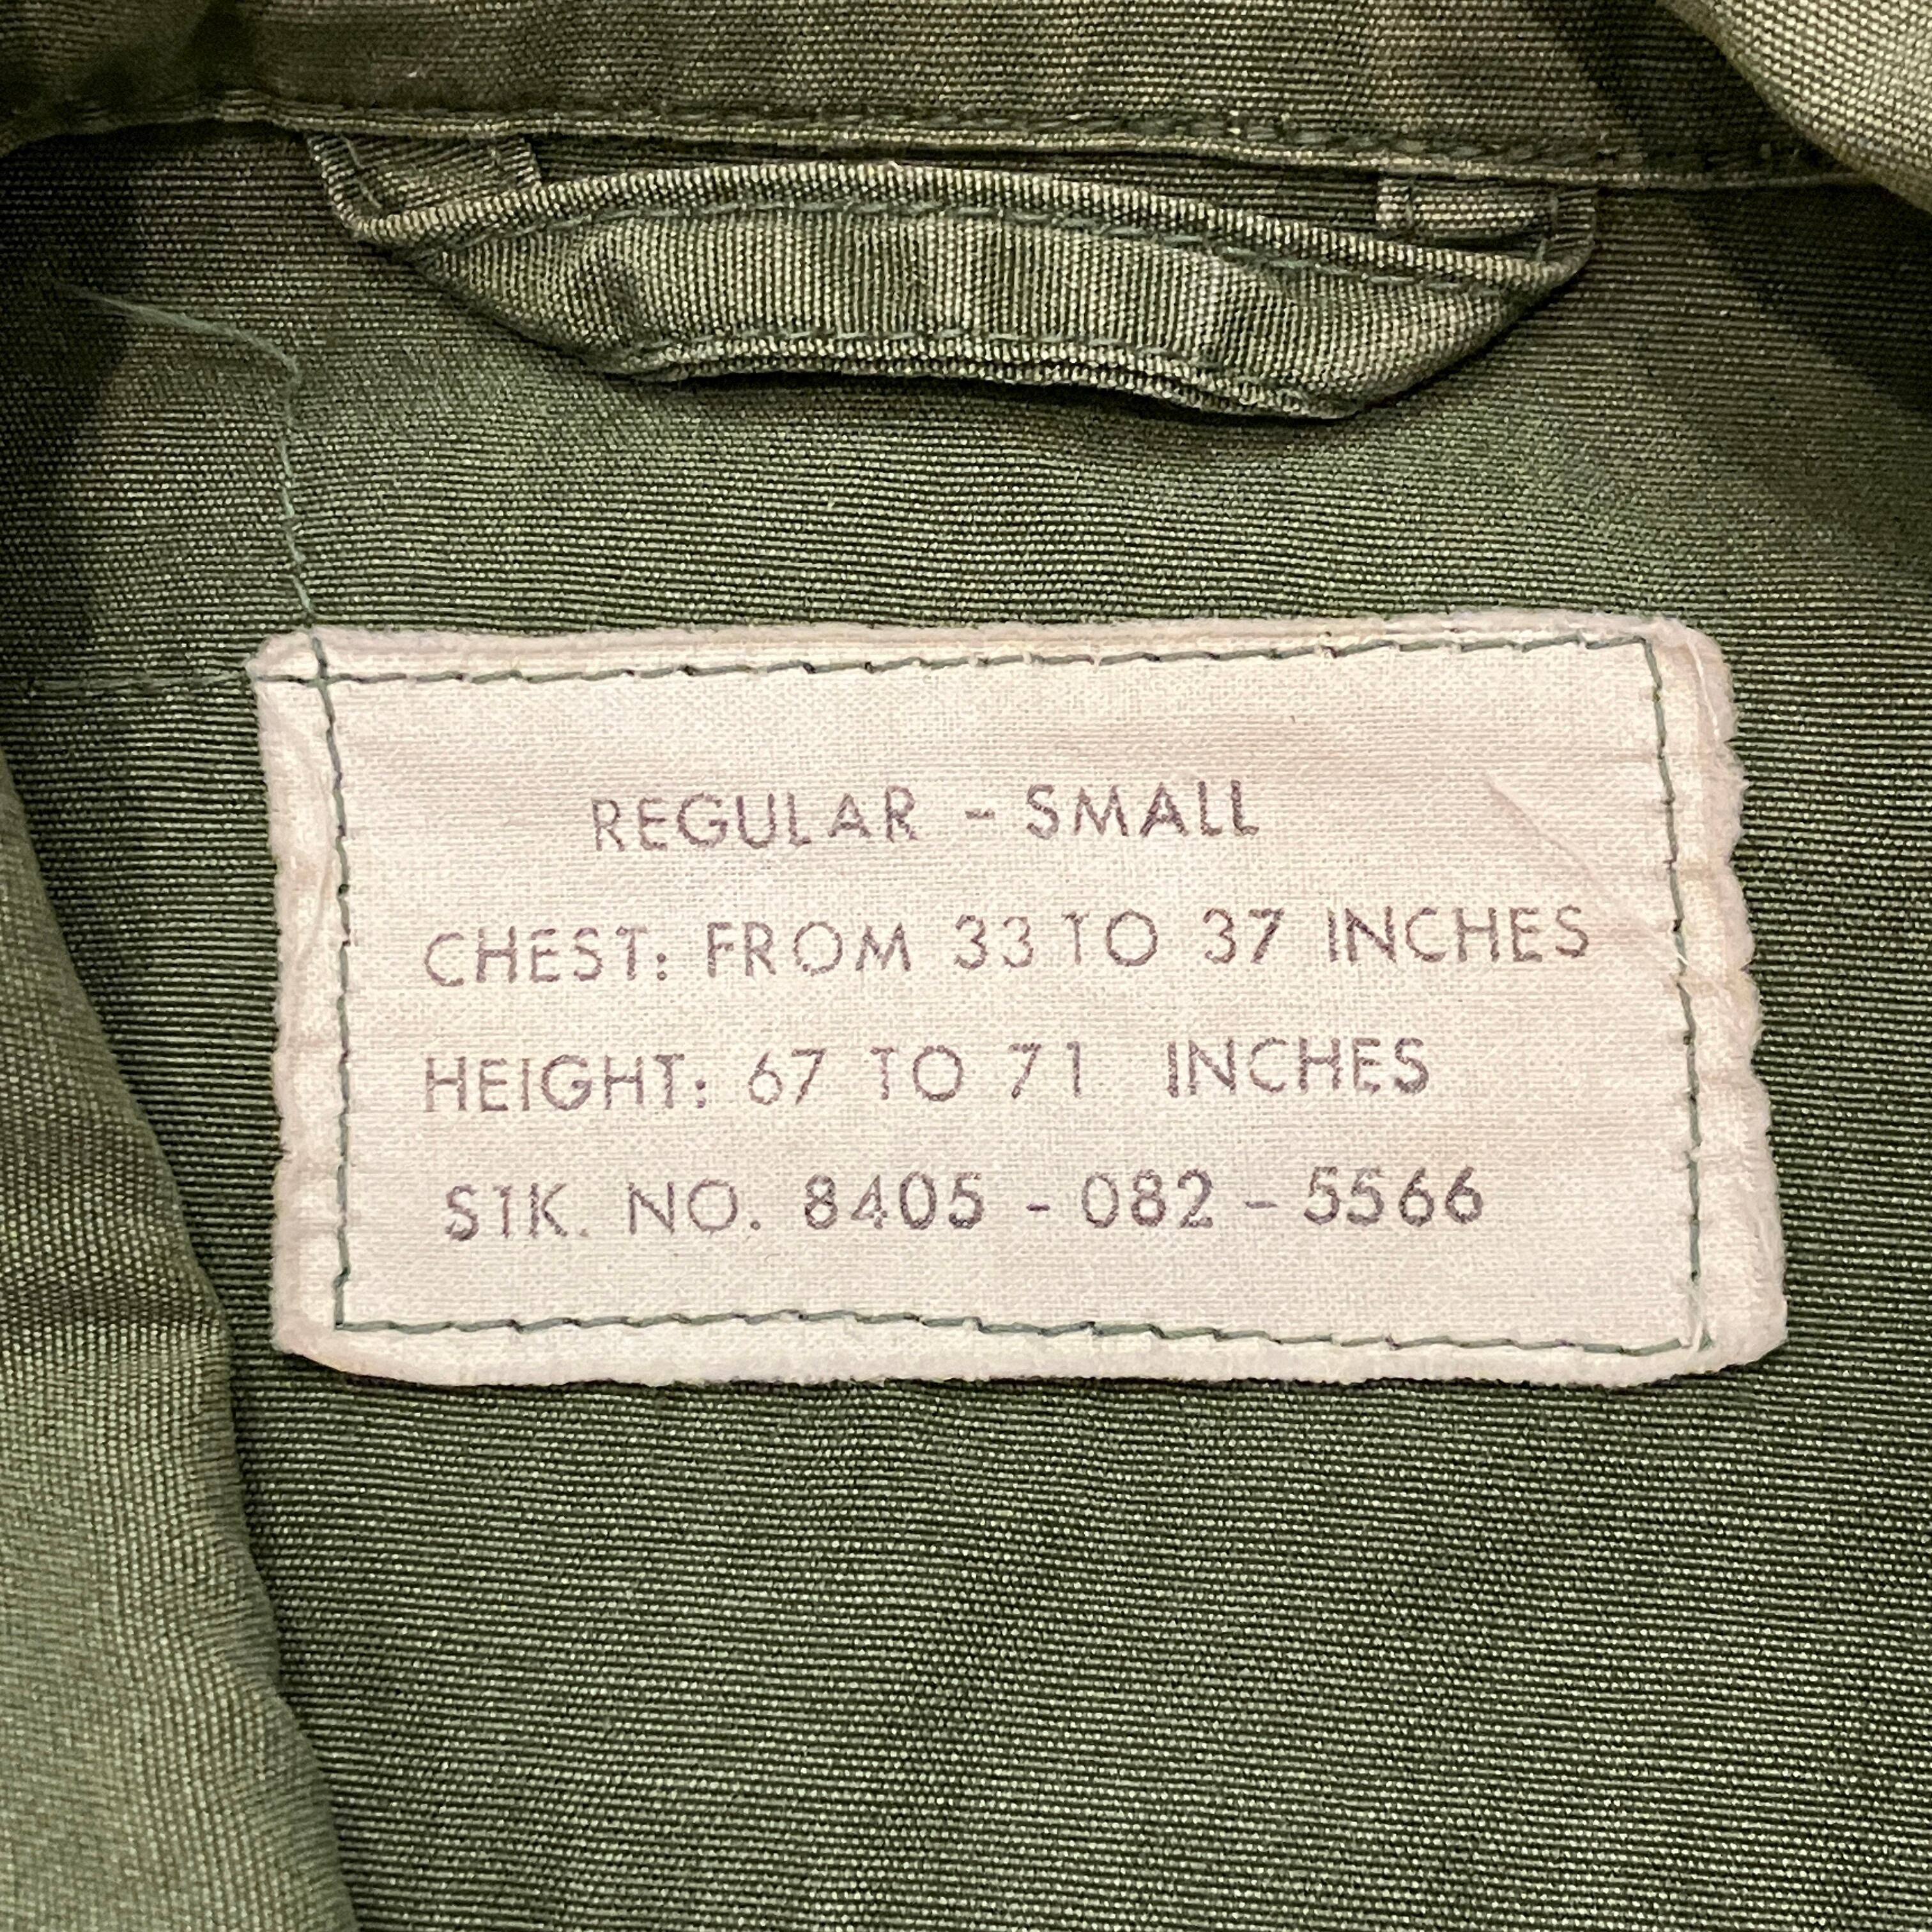 REGULAR - SMALL
CHEST: FROM 33 TO 37 INCHES
HEIGHT: 67 TO 71 INCHES
STK. NO. 8405 - 082 - 5566